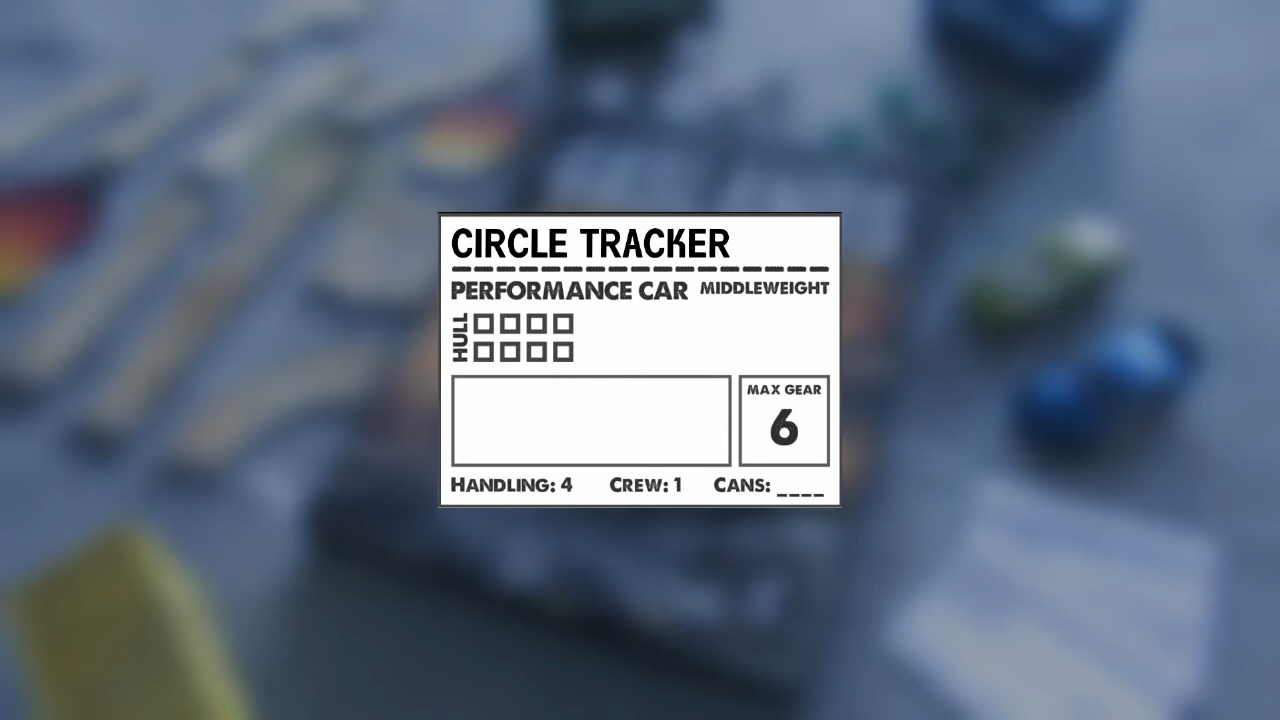 CIRCLE TRACKER
PERFORMANCE CAR MIDDLEWEIGHT
HULL
MAX GEAR
6
HANDLING: 4 CREW: 1 CANS: ____